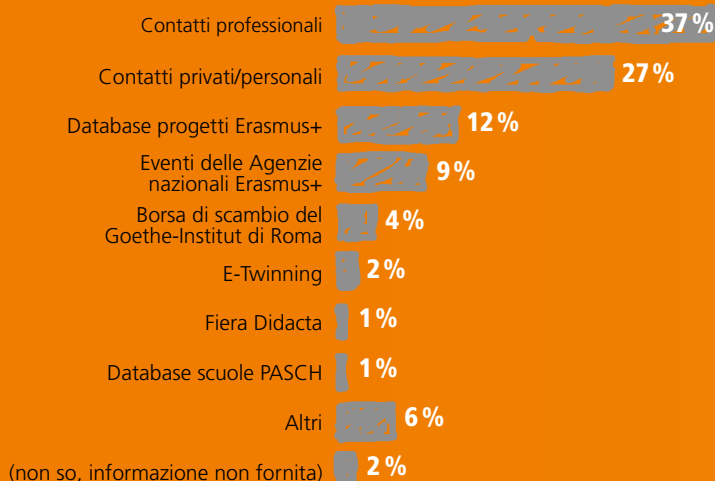 Contatti professionali 37 %
Contatti privati/personali 27 %
Database progetti Erasmus+ 12 %
Eventi delle Agenzie
nazionali Erasmus+ 9 %
Borsa di scambio del
Goethe-Institut di Roma 4 %
E-Twinning 2 %
Fiera Didacta 1 %
Database scuole PASCH 1 %
Altri 6 %
(non so, informazione non fornita) 2 %